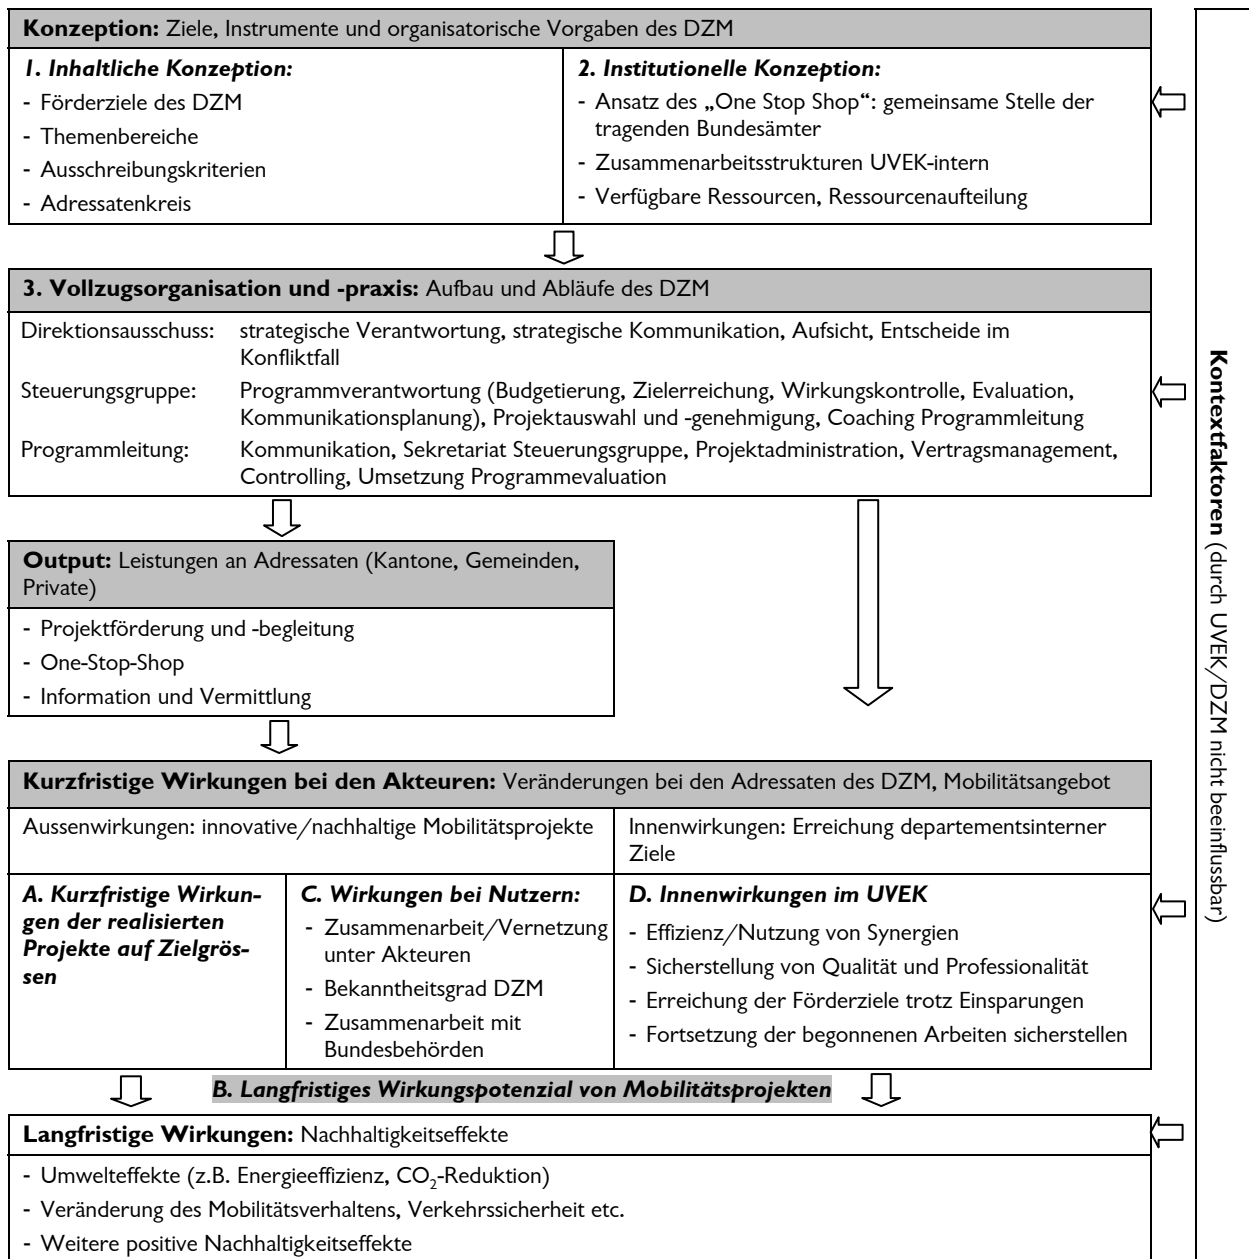 Konzeption: Ziele, Instrumente und organisatorische Vorgaben des DZM
1. Inhaltliche Konzeption:
- Förderziele des DZM
- Themenbereiche
- Ausschreibungskriterien
- Adressatenkreis
2. Institutionelle Konzeption:
- Ansatz des „One Stop Shop“: gemeinsame Stelle der
tragenden Bundesämter
- Zusammenarbeitsstrukturen UVEK-intern
- Verfügbare Ressourcen, Ressourcenaufteilung
3. Vollzugsorganisation und -praxis: Aufbau und Abläufe des DZM
Direktionsausschuss: strategische Verantwortung, strategische Kommunikation, Aufsicht, Entscheide im
Konfliktfall
Steuerungsgruppe: Programmverantwortung (Budgetierung, Zielerreichung, Wirkungskontrolle, Evaluation,
Kommunikationsplanung), Projektauswahl und -genehmigung, Coaching Programmleitung
Programmleitung: Kommunikation, Sekretariat Steuerungsgruppe, Projektadministration, Vertragsmanagement,
Controlling, Umsetzung Programmevaluation
Output: Leistungen an Adressaten (Kantone, Gemeinden,
Private)
- Projektförderung und -begleitung
- One-Stop-Shop
- Information und Vermittlung
Kurzfristige Wirkungen bei den Akteuren: Veränderungen bei den Adressaten des DZM, Mobilitätsangebot
Aussenwirkungen: innovative/nachhaltige Mobilitätsprojekte
Innenwirkungen: Erreichung departementsinterner
Ziele
A. Kurzfristige Wirkun-
gen der realisierten
Projekte auf Zielgrös-
sen
C. Wirkungen bei Nutzern:
- Zusammenarbeit/Vernetzung
unter Akteuren
- Bekanntheitsgrad DZM
- Zusammenarbeit mit
Bundesbehörden
D. Innenwirkungen im UVEK
- Effizienz/Nutzung von Synergien
- Sicherstellung von Qualität und Professionalität
- Erreichung der Förderziele trotz Einsparungen
- Fortsetzung der begonnenen Arbeiten sicherstellen
B. Langfristiges Wirkungspotenzial von Mobilitätsprojekten
Langfristige Wirkungen: Nachhaltigkeitseffekte
- Umwelteffekte (z.B. Energieeffizienz, CO₂-Reduktion)
- Veränderung des Mobilitätsverhaltens, Verkehrssicherheit etc.
- Weitere positive Nachhaltigkeitseffekte
Kontextfaktoren (durch UVEK/DZM nicht beeinflussbar)